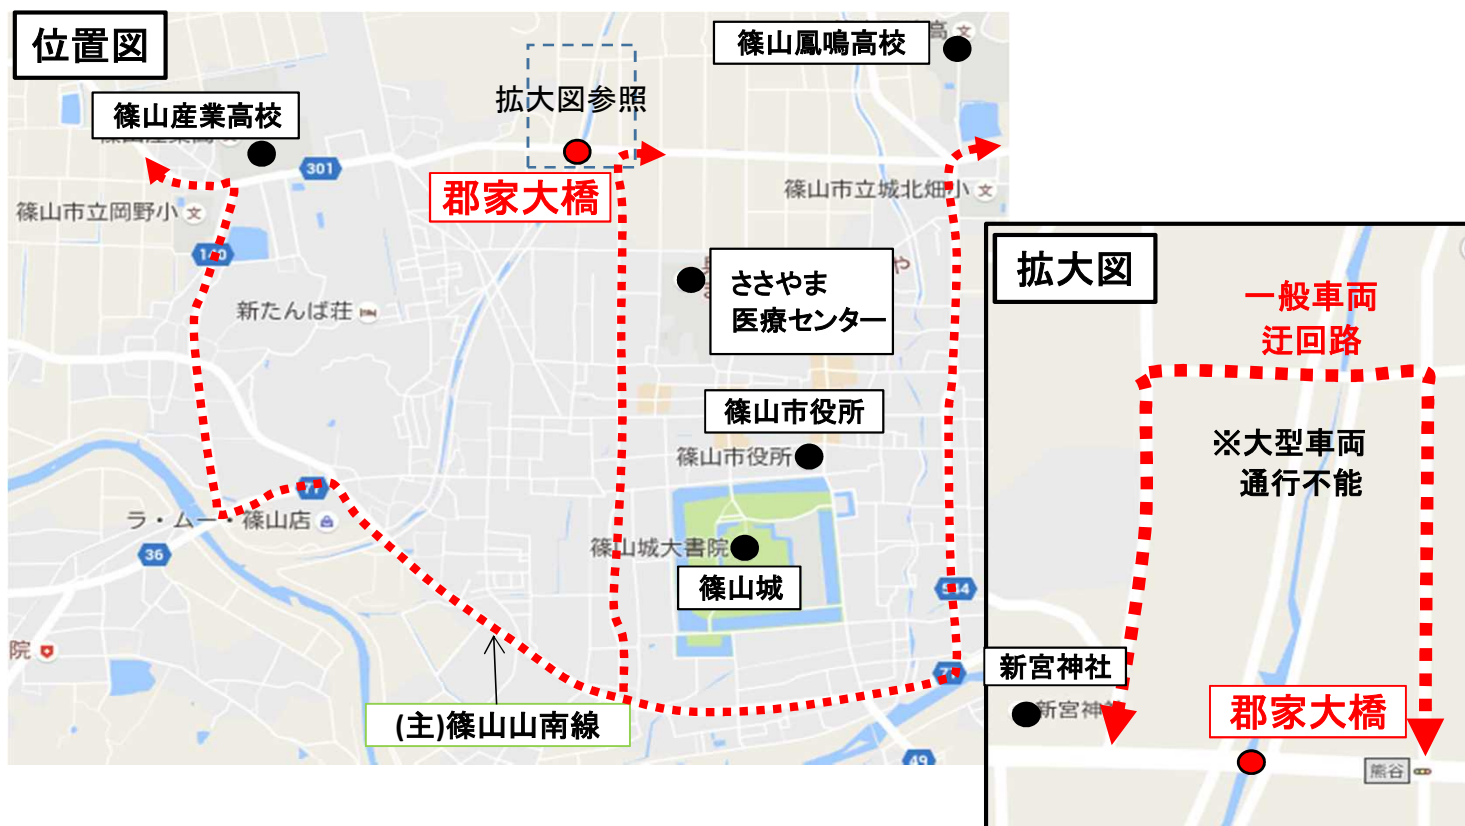 位置図
篠山鳳鳴高校
高
拡大図参照
篠山産業高校
301
郡家大橋
篠山市立城北畑小
篠山市立岡野小
140
ささやま
医療センター
や
新たんば荘
篠山市役所
篠山市役所
77
ラ・ムー・篠山店
36
篠山城大書院
篠山城
院
(主)篠山山南線
49
拡大図
一般車両
迂回路
※大型車両
通行不能
新宮神社
新宮神
郡家大橋
熊谷